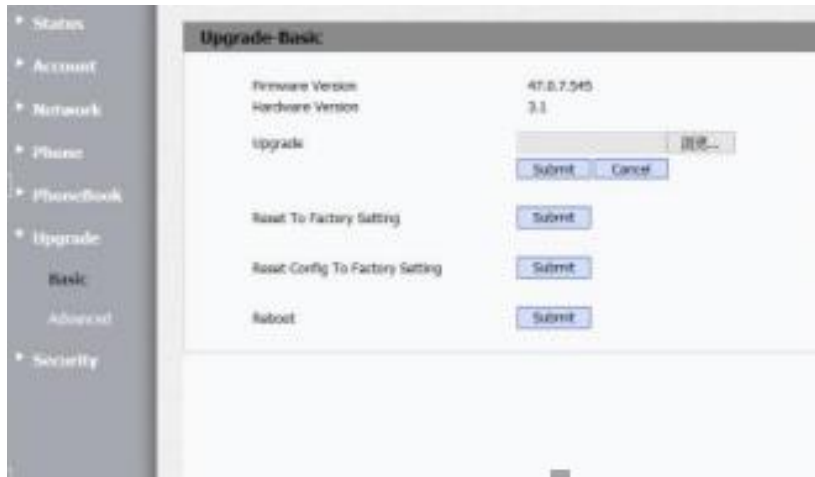 Status
Account
Network
Phone
PhoneBook
Upgrade
Basic
Advanced
Security
Upgrade-Basic
Firmware Version 47.0.7.545
Hardware Version 3.1
Upgrade 浏览...
Submit Cancel
Reset To Factory Setting Submit
Reset Config To Factory Setting Submit
Reboot Submit